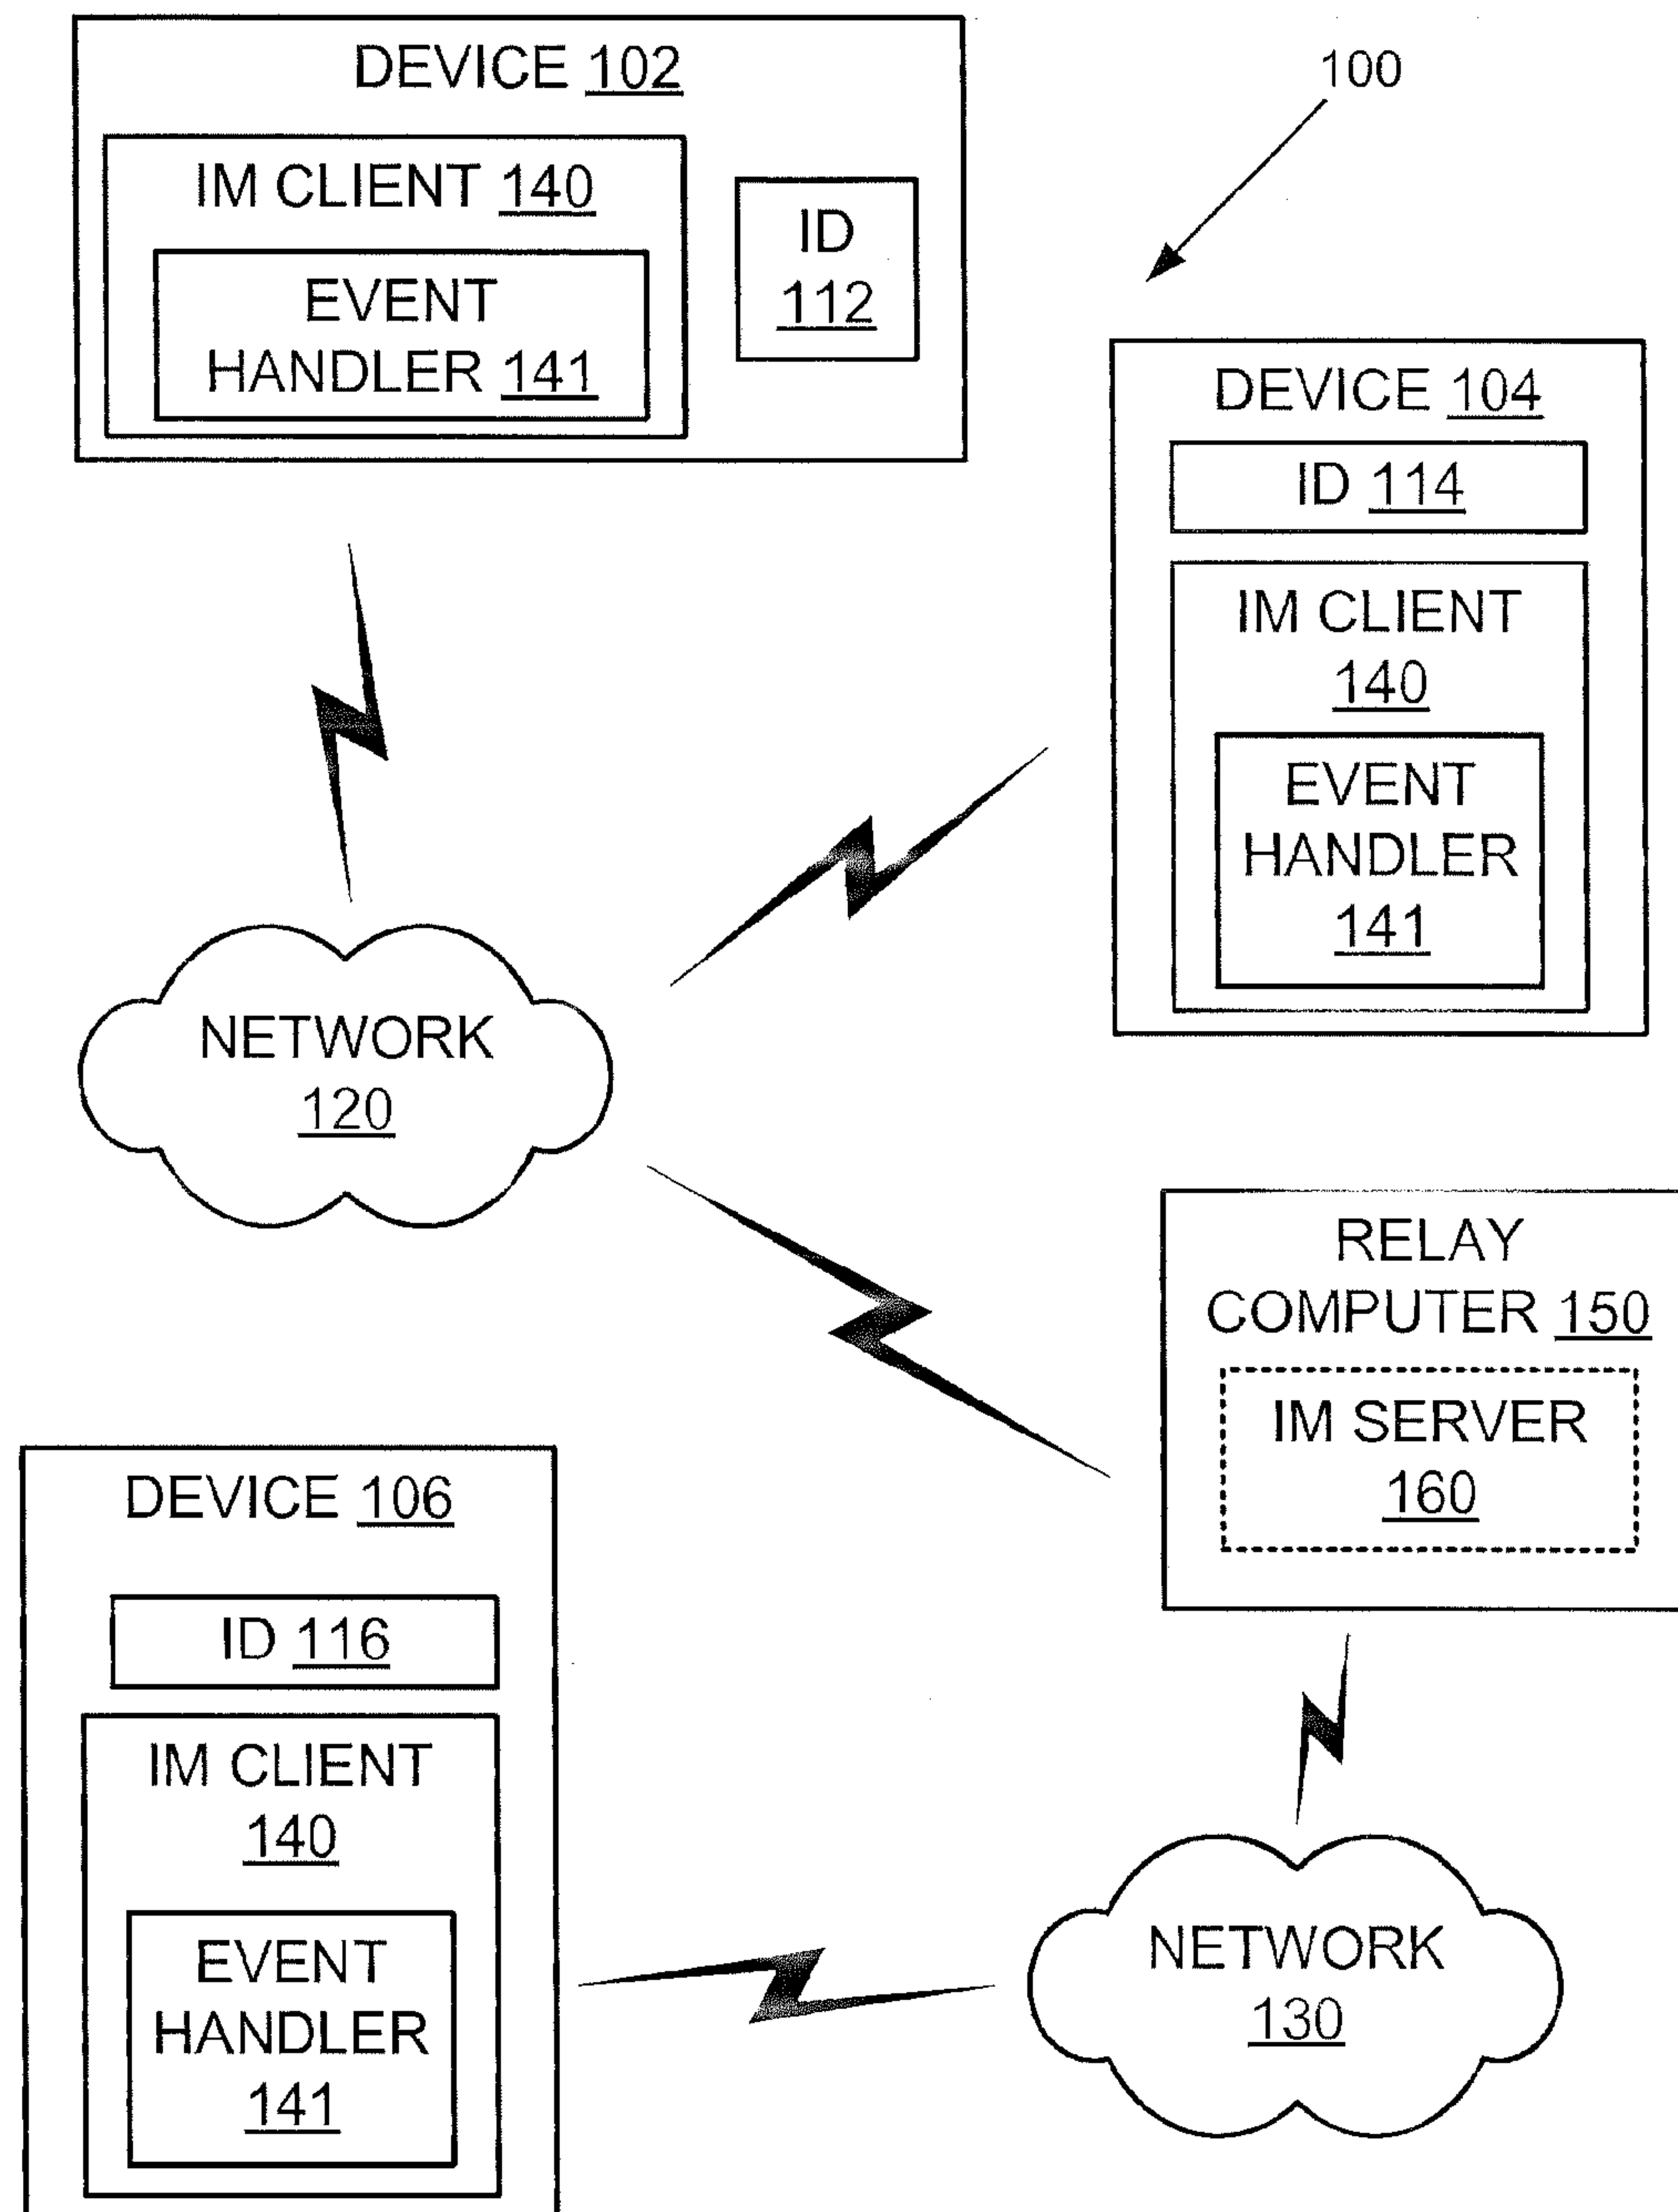 DEVICE 102
IM CLIENT 140
EVENT
HANDLER 141
ID
112
100
DEVICE 104
ID 114
IM CLIENT
140
EVENT
HANDLER
141
NETWORK
120
RELAY
COMPUTER 150
IM SERVER
160
DEVICE 106
ID 116
IM CLIENT
140
EVENT
HANDLER
141
NETWORK
130